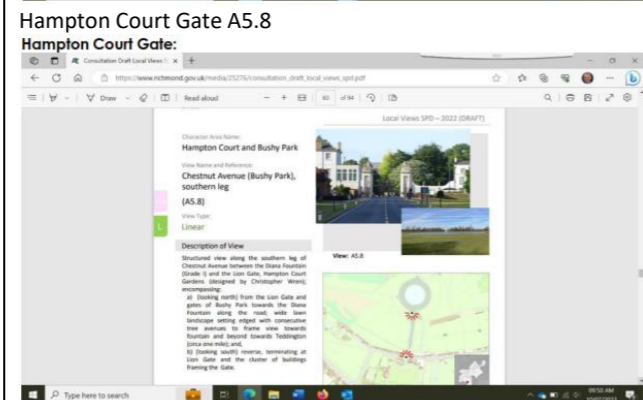 Hampton Court Gate A5.8
Hampton Court Gate:
Consultation Draft Local Views
https://www.richmond.gov.uk/media/25276/consultation_draft_local_views_spd.pdf
Draw
Read aloud
of 94
Local Views SPD – 2022 (DRAFT)
Character Area Name:
Hampton Court and Bushy Park
View Name and Reference:
Chestnut Avenue (Bushy Park),
southern leg
(A5.8)
View Type:
Linear
L
Description of View
View: A5.8
Structured view along the southern leg of
Chestnut Avenue between the Diana Fountain
(Grade I) and the Lion Gate, Hampton Court
Gardens (designed by Christopher Wren);
encompassing:
a) (looking north) from the Lion Gate and
gates of Bushy Park towards the Diana
Fountain along the road; wide lawn
landscape setting edged with consecutive
tree avenues to frame view towards
fountain and beyond towards Teddington
(circa one mile); and,
b) (looking south) reverse, terminating at
Lion Gate and the cluster of buildings
framing the Gate.
Type here to search
09:50 AM